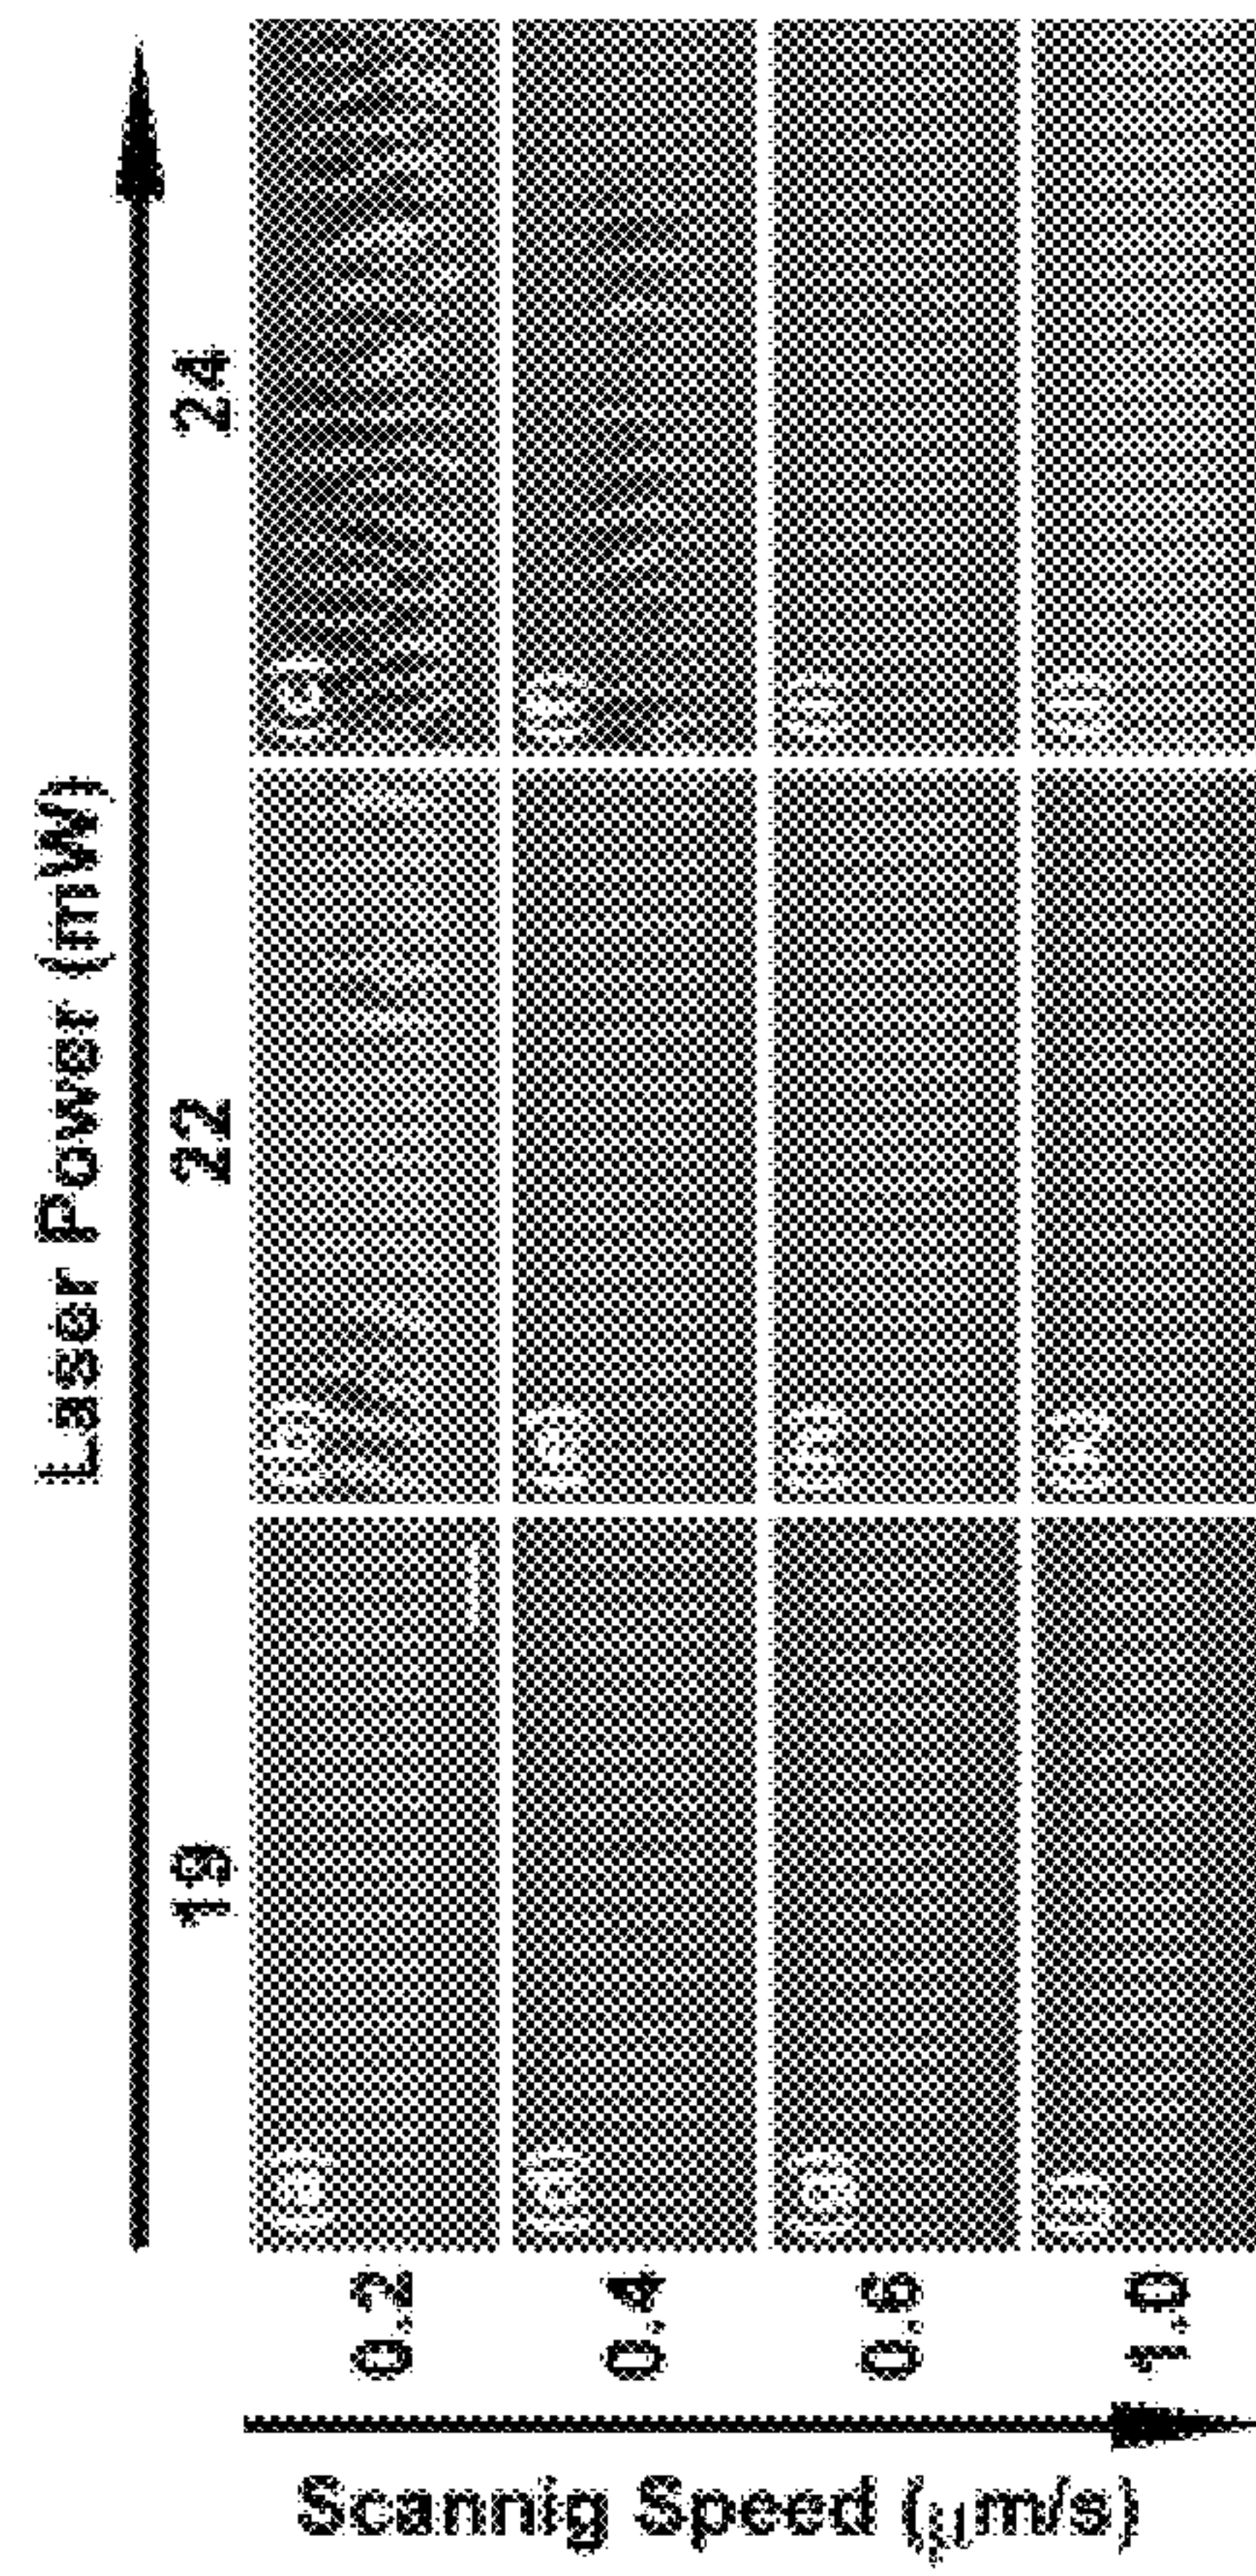 Laser Power (mW)
19 22 24
Scannig Speed (μm/s)
0.2 (a) (b) (c)
0.4 (d) (e) (f)
0.6 (g) (h) (i)
1.0 (j) (k) (l)